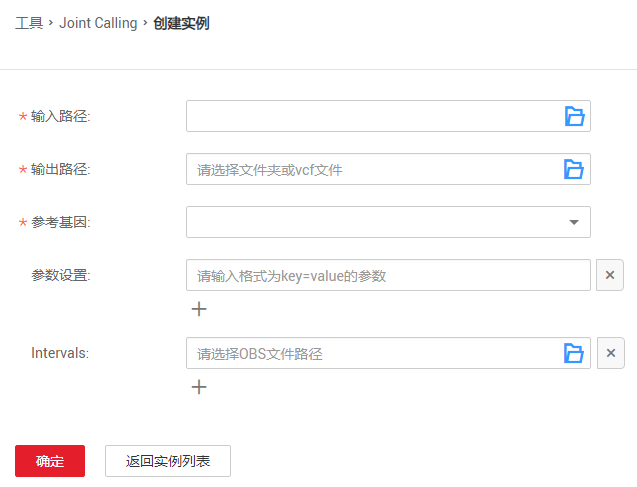 工具 › Joint Calling › 创建实例
* 输入路径:
* 输出路径: 请选择文件夹或vcf文件
* 参考基因:
参数设置: 请输入格式为key=value的参数 ×
+
Intervals: 请选择OBS文件路径 ×
+
确定 返回实例列表